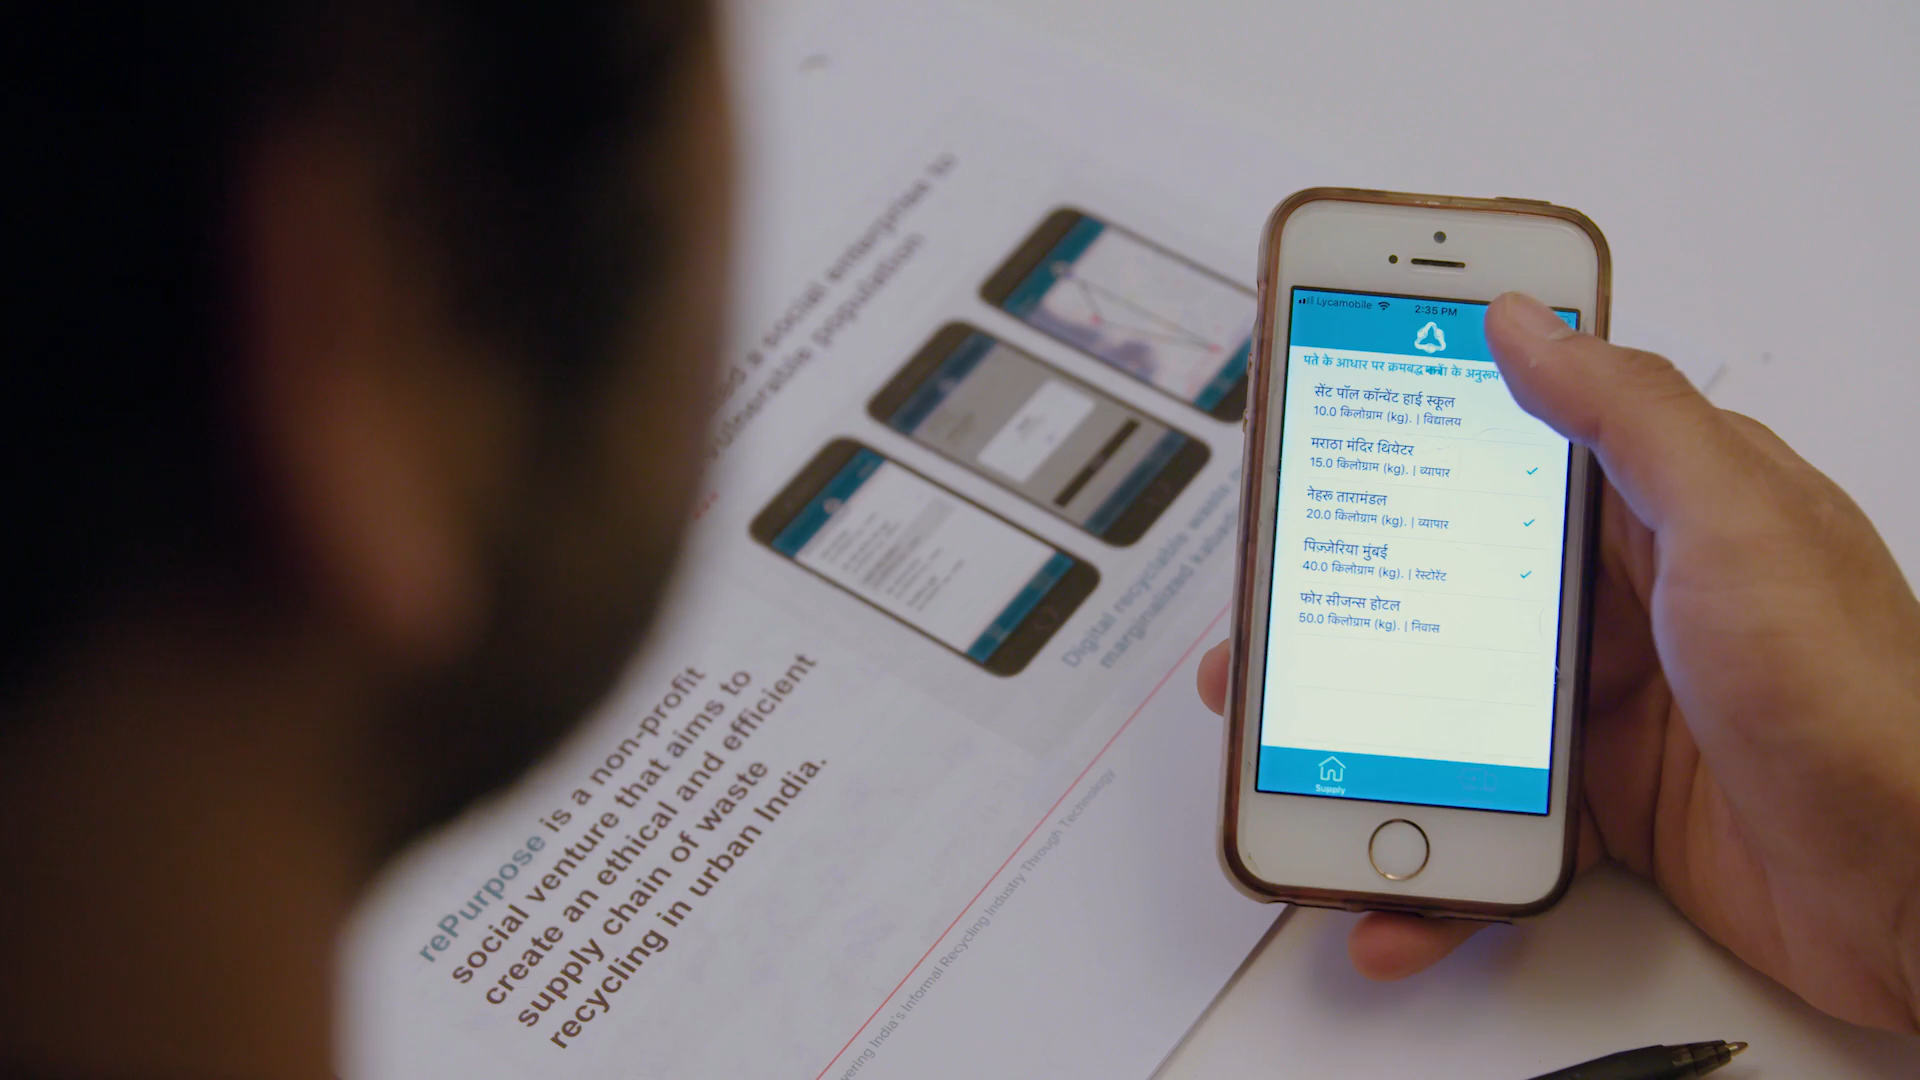 a social enterprise to
vulnerable population
Digital recyclable waste
marginalized
rePurpose is a non-profit
social venture that aims to
create an ethical and efficient
supply chain of waste
recycling in urban India.
India's Informal Recycling Industry Through Technology
Lycamobile 2:35 PM
पते के आधार पर क्रमबद्ध के अनुरूप
सेंट पॉल कॉन्वेंट हाई स्कूल
10.0 किलोग्राम (kg). | विद्यालय
मराठा मंदिर थियेटर
15.0 किलोग्राम (kg). | व्यापार
नेहरू तारामंडल
20.0 किलोग्राम (kg). | व्यापार
पिज़्जेरिया मुंबई
40.0 किलोग्राम (kg). | रेस्टोरेंट
फोर सीजन्स होटल
50.0 किलोग्राम (kg). | निवास
Supply